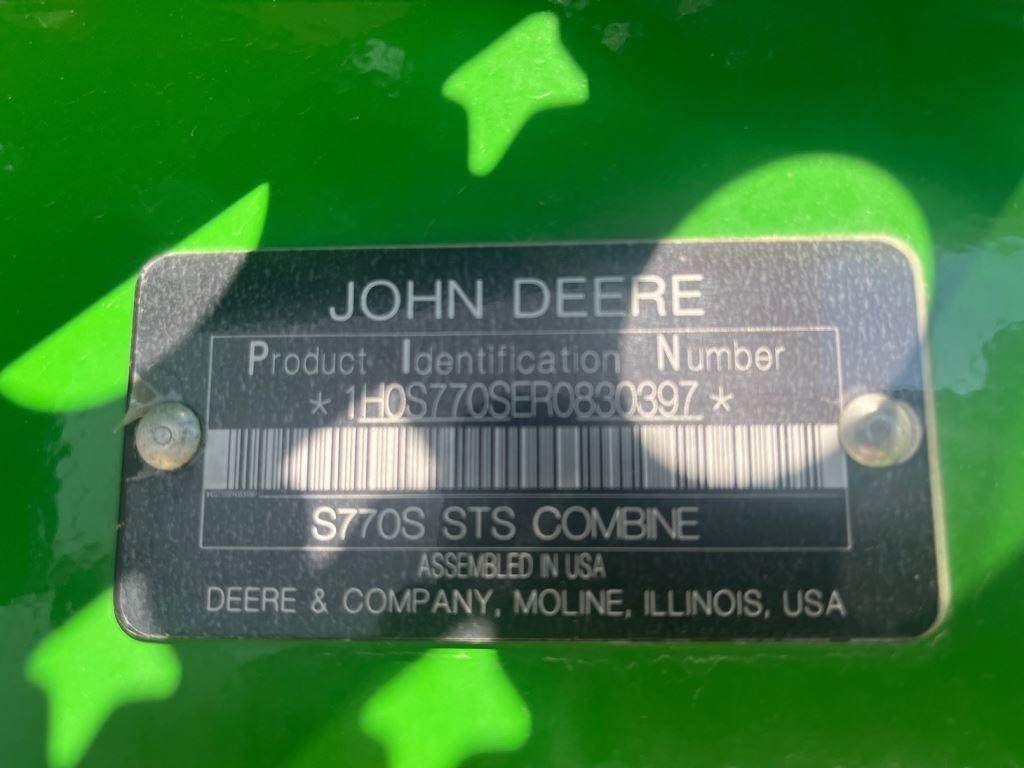 JOHN DEERE
Product Identification Number
*1H0S770SER0830397*
S770S STS COMBINE
ASSEMBLED IN USA
DEERE & COMPANY, MOLINE, ILLINOIS, USA